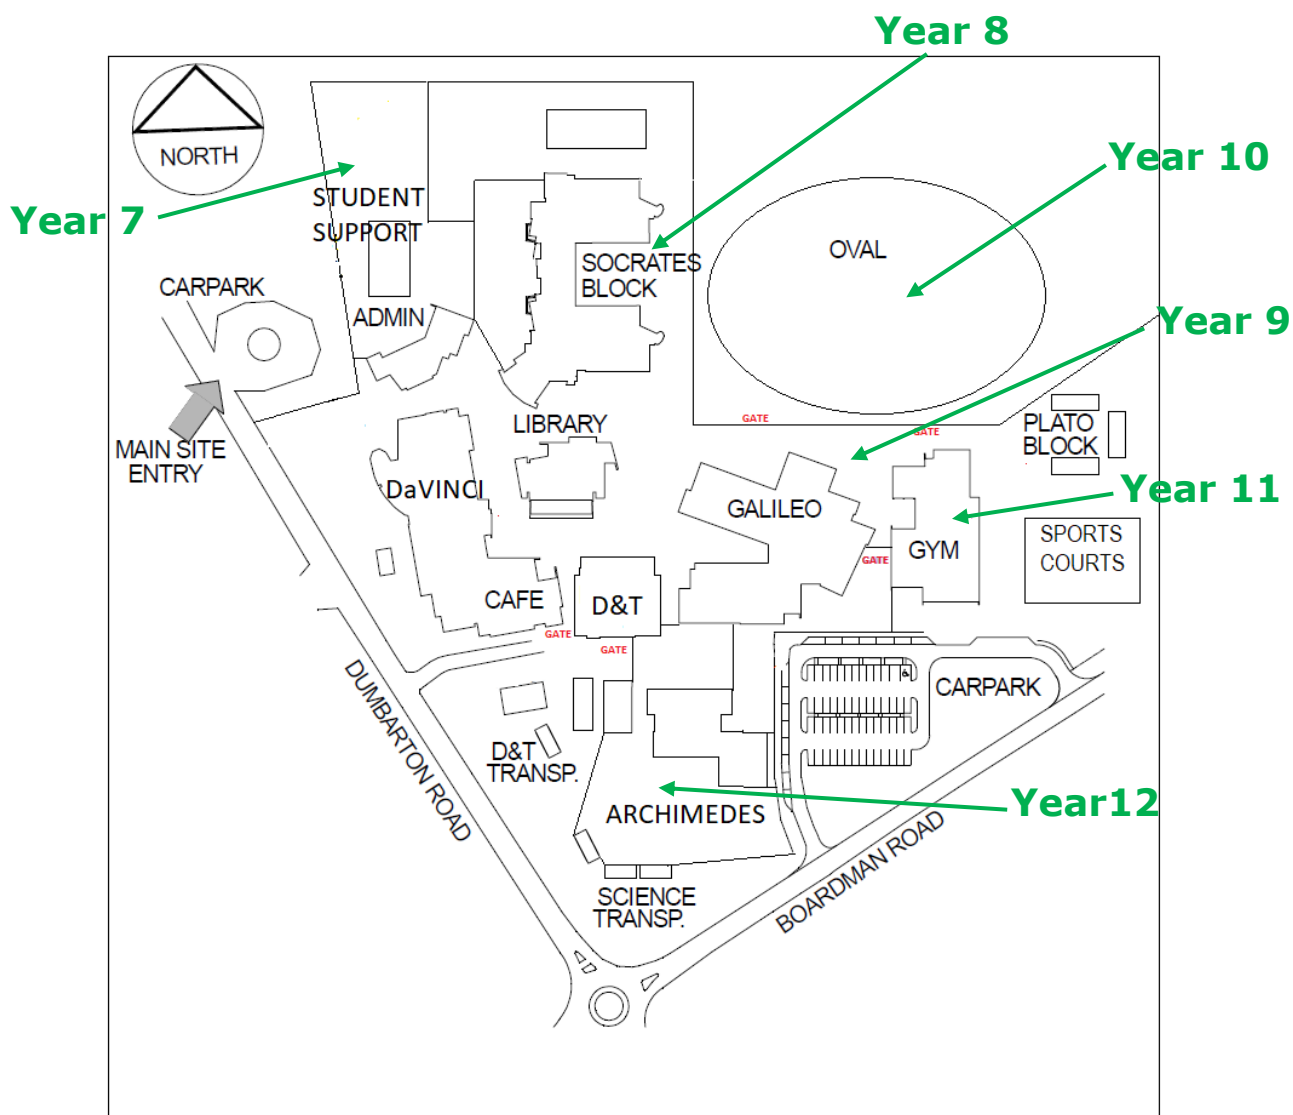 Year 8
NORTH
Year 10
STUDENT
SUPPORT
Year 7
OVAL
SOCRATES
BLOCK
CARPARK
ADMIN
Year 9
GATE
LIBRARY
GATE
PLATO
BLOCK
MAIN SITE
ENTRY
DaVINCI
Year 11
GALILEO
SPORTS
COURTS
GYM
GATE
CAFE
D&T
GATE
GATE
CARPARK
DUMBARTON ROAD
D&T
TRANSP.
Year12
ARCHIMEDES
BOARDMAN ROAD
SCIENCE
TRANSP.